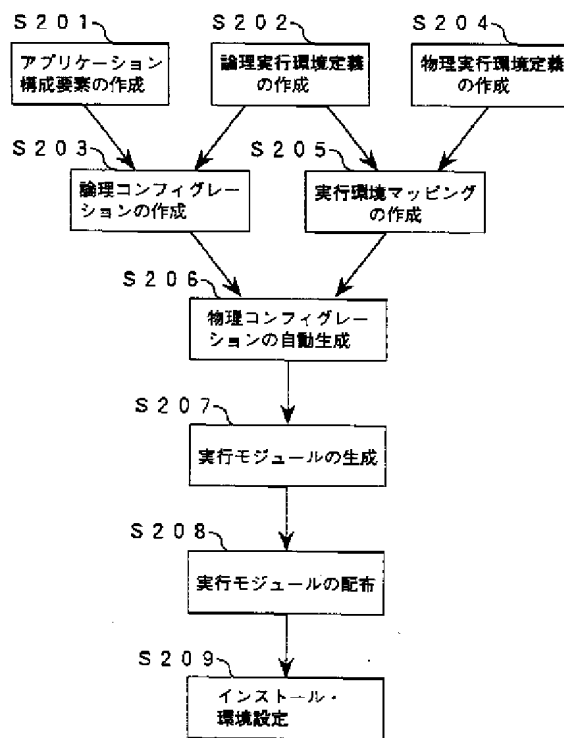 S201
S202
S204
アプリケーション
構成要素の作成
論理実行環境定義
の作成
物理実行環境定義
の作成
S203
S205
論理コンフィグレー
ションの作成
実行環境マッピング
の作成
S206
物理コンフィグレー
ションの自動生成
S207
実行モジュールの生成
S208
実行モジュールの配布
S209
インストール・
環境設定